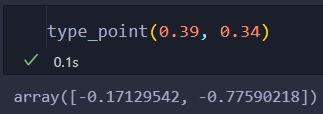 type_point(0.39, 0.34)
0.1s
array([-0.17129542, -0.77590218])